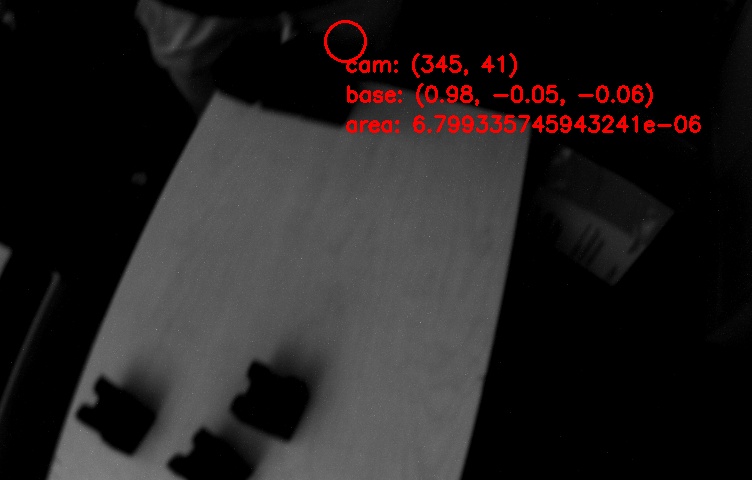 cam: (345, 41)
base: (0.98, −0.05, −0.06)
area: 6.799335745943241e−06